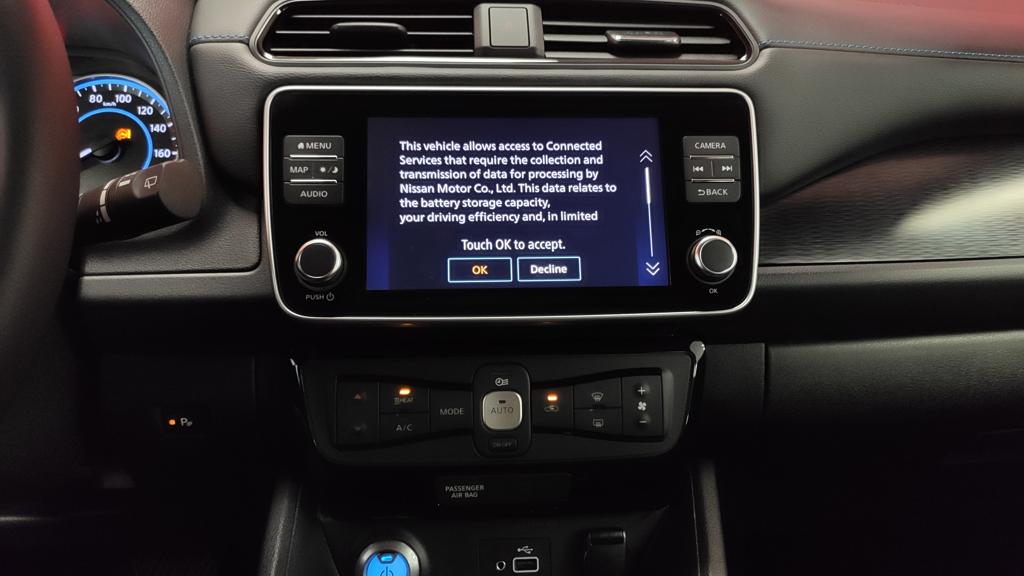 80 100
120
140
160
km/h
MENU
MAP
AUDIO
VOL
PUSH
This vehicle allows access to Connected
Services that require the collection and
transmission of data for processing by
Nissan Motor Co., Ltd. This data relates to
the battery storage capacity,
your driving efficiency and, in limited
Touch OK to accept.
OK
Decline
CAMERA
BACK
OK
HEAT
A/C
MODE
AUTO
ON·OFF
P
PASSENGER
AIR BAG